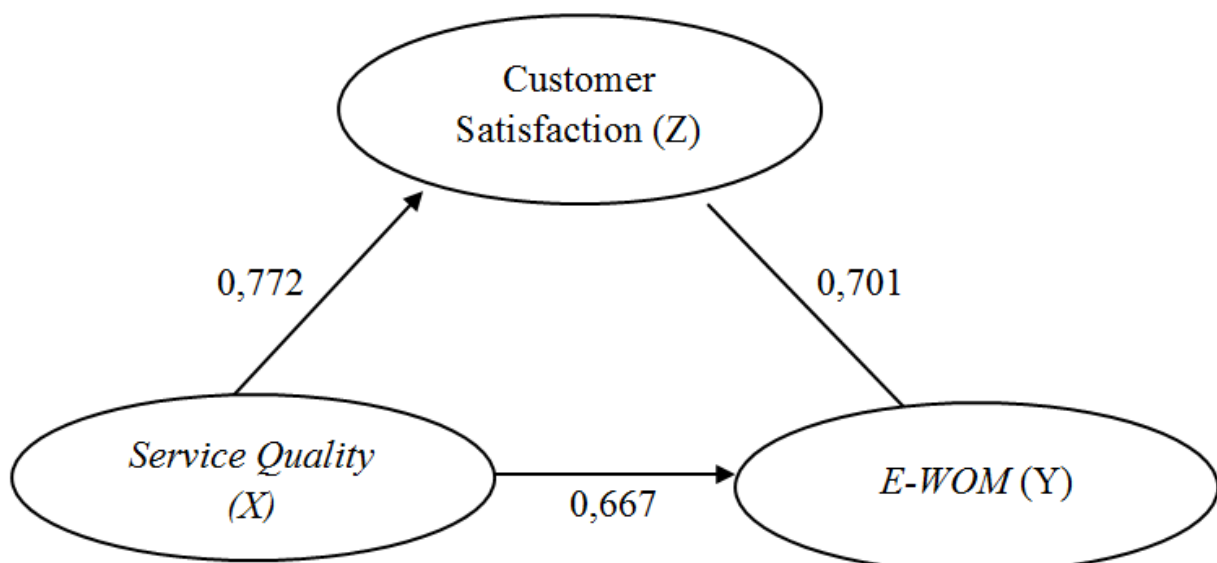 Customer
Satisfaction (Z)
0,772
0,701
Service Quality
(X)
0,667
E-WOM (Y)